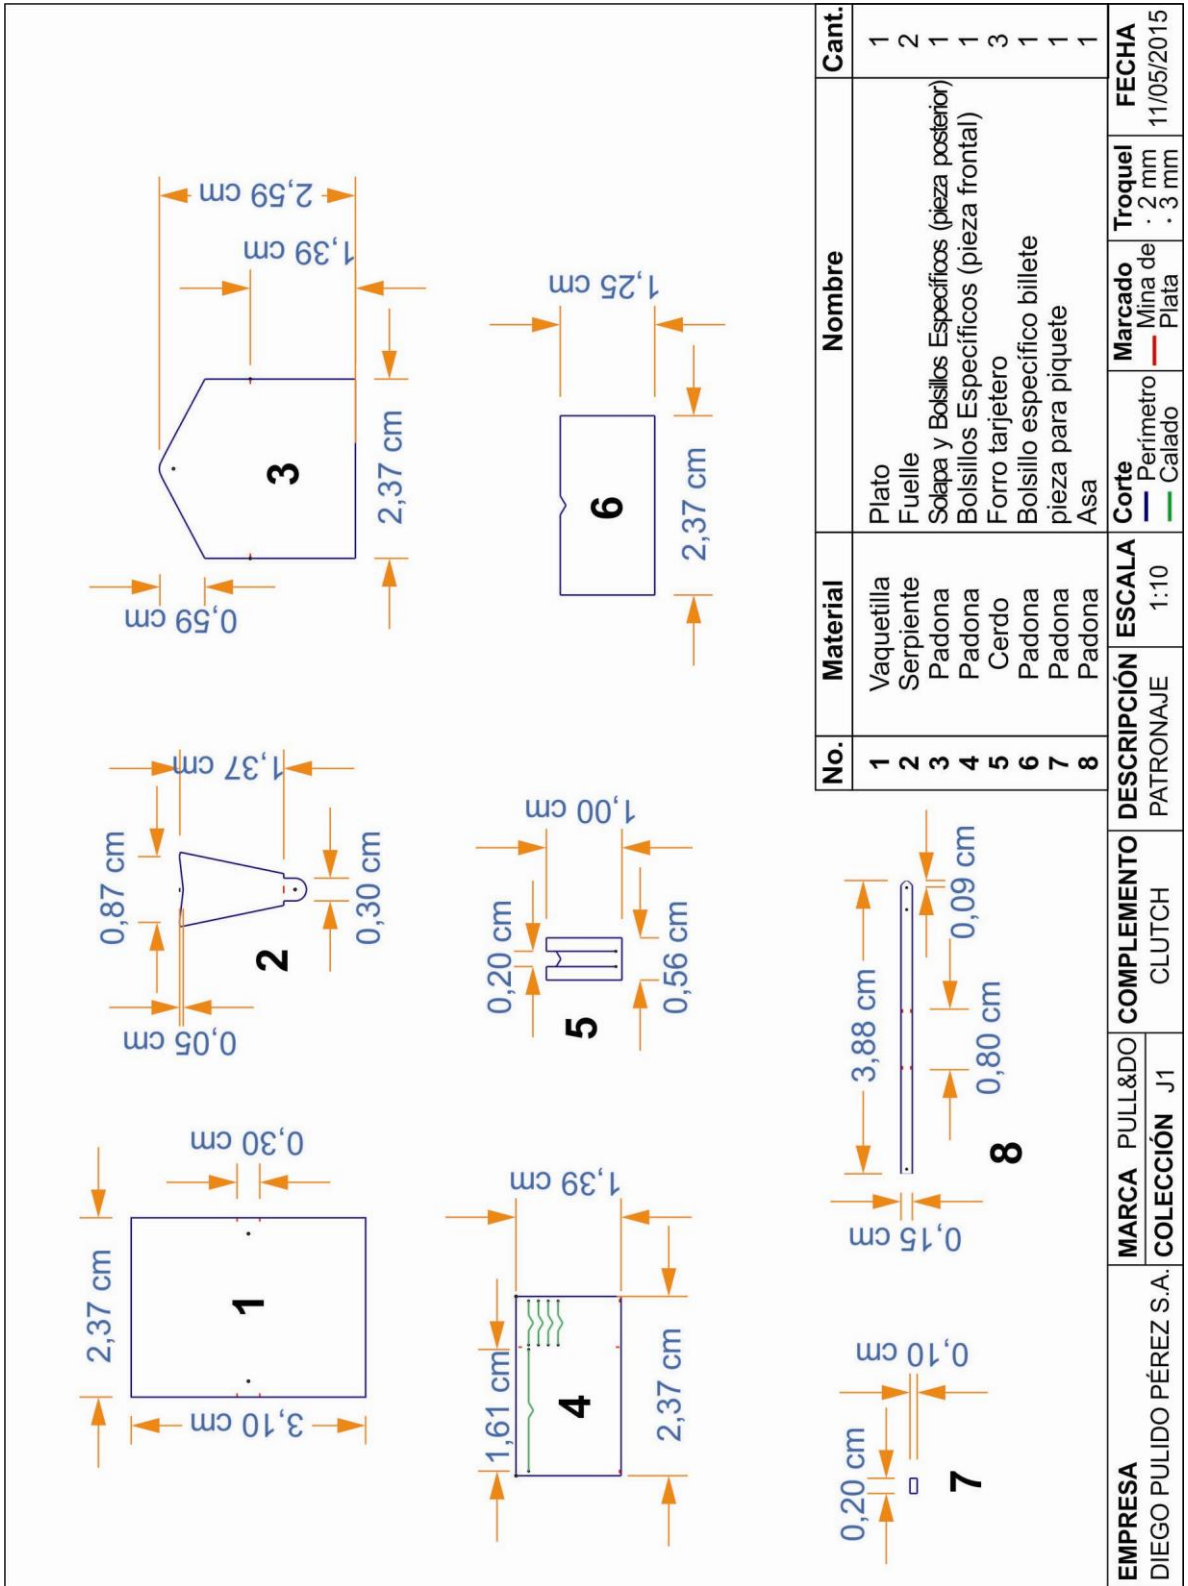 2,37 cm
3,10 cm
1
0,30 cm
0,87 cm
0,05 cm
2
1,37 cm
0,30 cm
0,59 cm
3
2,59 cm
1,39 cm
2,37 cm
1,61 cm
4
1,39 cm
2,37 cm
0,20 cm
5
1,00 cm
0,56 cm
6
1,25 cm
2,37 cm
0,20 cm
7
0,10 cm
3,88 cm
0,15 cm
8
0,80 cm
0,09 cm
No. Material Nombre Cant.
1 Vaquetilla Plato 1
2 Serpiente Fuelle 2
3 Padona Solapa y Bolsillos Específicos (pieza posterior) 1
4 Padona Bolsillos Específicos (pieza frontal) 1
5 Cerdo Forro tarjetero 3
6 Padona Bolsillo específico billete 1
7 Padona pieza para piquete 1
8 Padona Asa 1
EMPRESA
DIEGO PULIDO PÉREZ S.A.
MARCA PULL&DO
COLECCIÓN J1
COMPLEMENTO
CLUTCH
DESCRIPCIÓN
PATRONAJE
ESCALA
1:10
Corte
Perímetro
Calado
Marcado
Mina de
Plata
Troquel
· 2 mm
· 3 mm
FECHA
11/05/2015